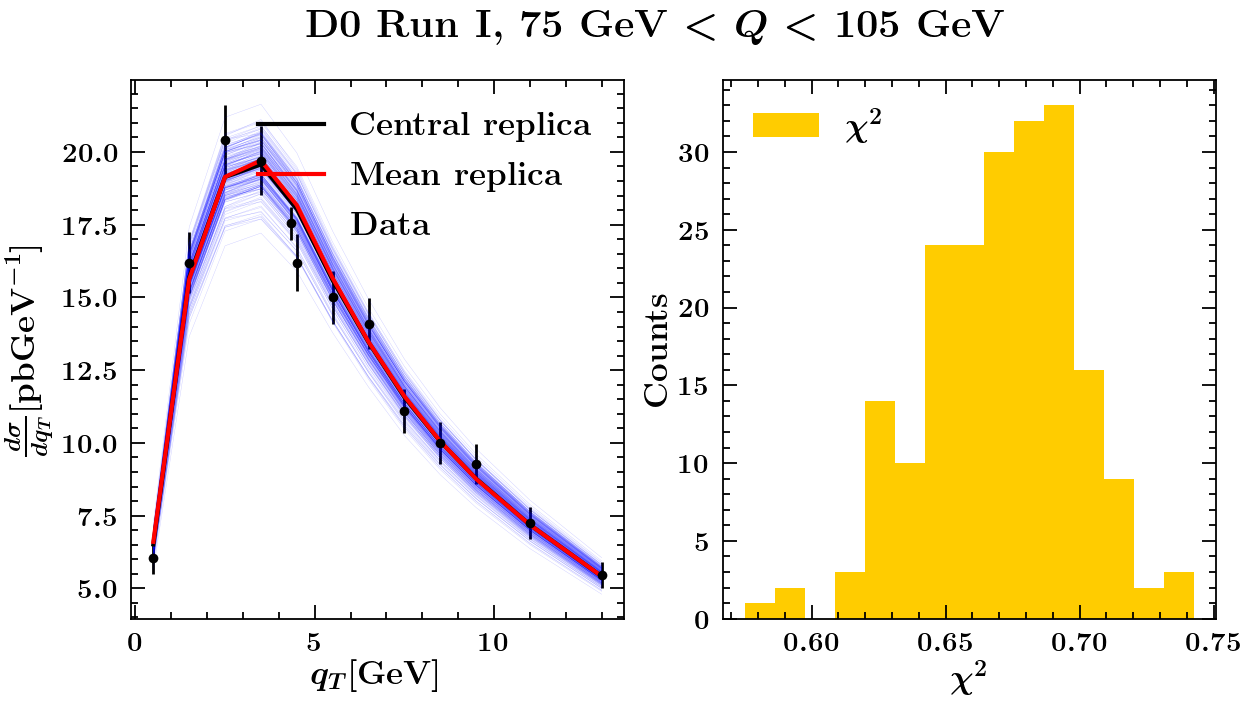 D0 Run I, 75 GeV < Q < 105 GeV
Central replica
Mean replica
Data
20.0
17.5
15.0
12.5
10.0
7.5
5.0
dσ/dq_T [pbGeV⁻¹]
0 5 10
q_T[GeV]
χ²
30
25
20
15
10
5
0
Counts
0.60 0.65 0.70 0.75
χ²